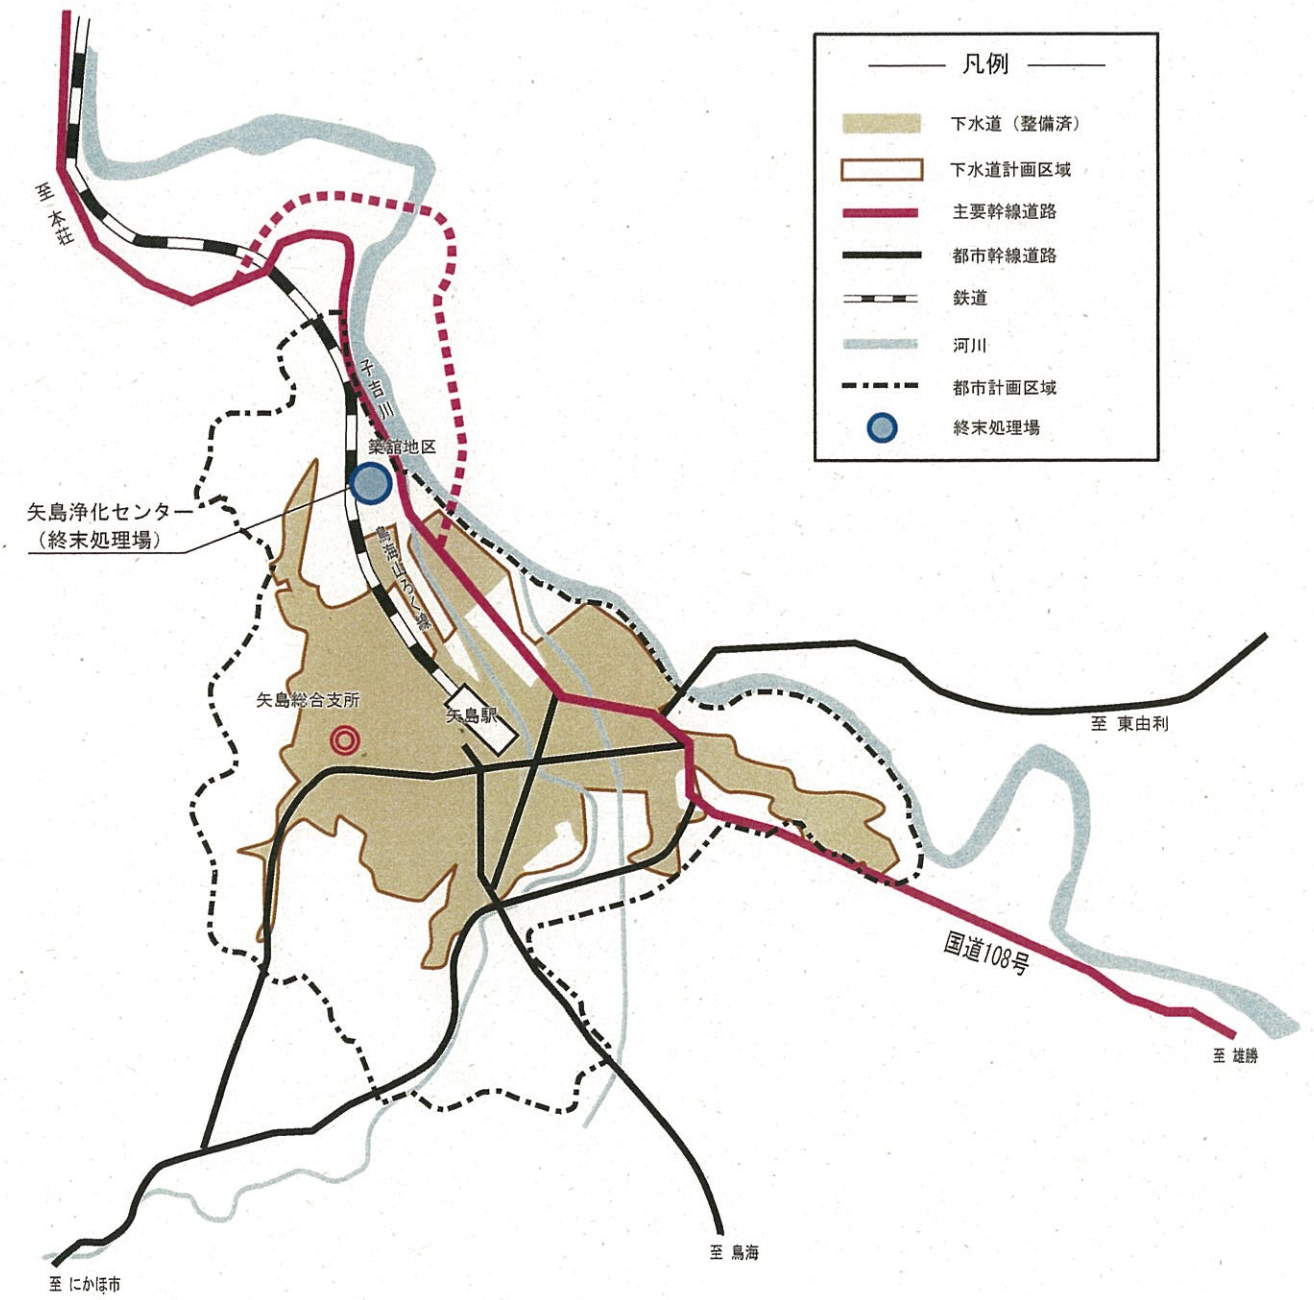 凡例
下水道（整備済）
下水道計画区域
主要幹線道路
都市幹線道路
鉄道
河川
都市計画区域
終末処理場
至 本荘
子吉川
築館地区
矢島浄化センター
（終末処理場）
鳥海山ろく線
矢島総合支所
矢島駅
至 東由利
国道108号
至 雄勝
至 鳥海
至 にかほ市